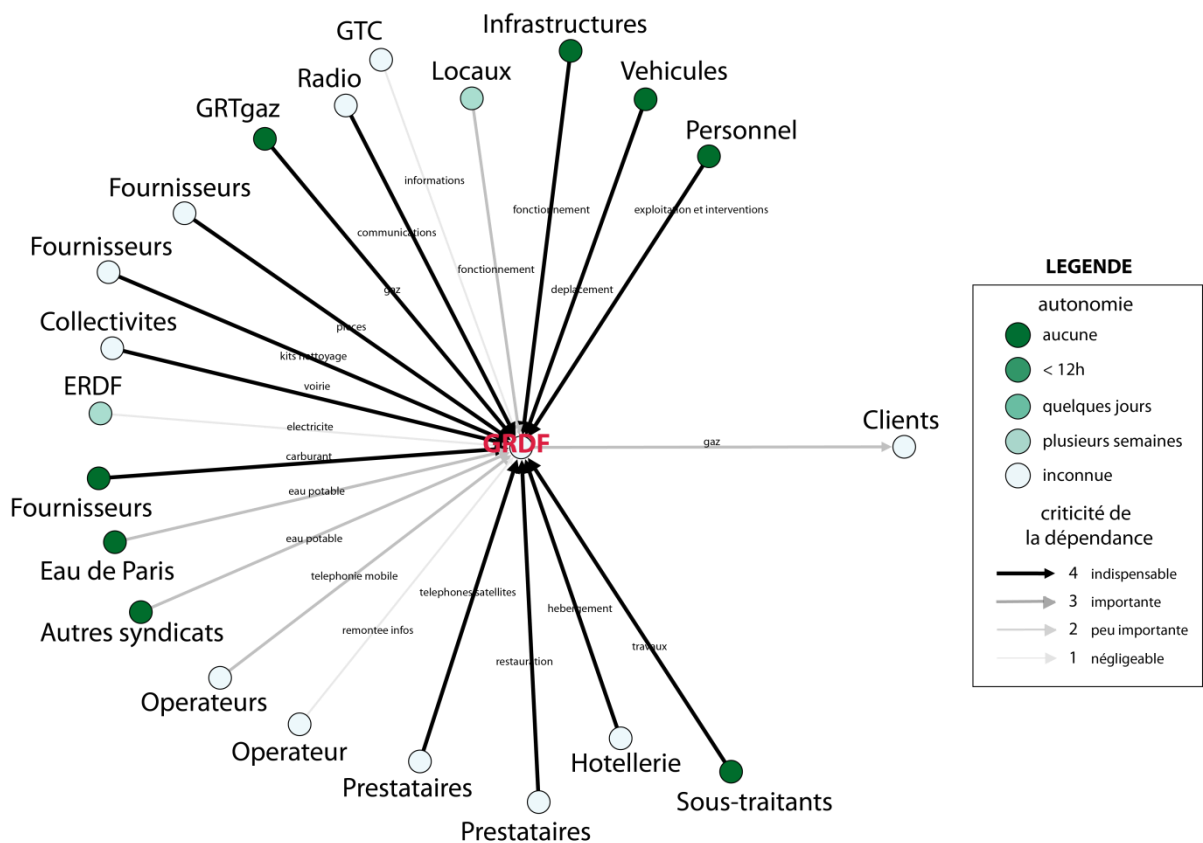 Infrastructures
GTC
Locaux
Vehicules
Radio
GRTgaz
Personnel
Fournisseurs
informations
fonctionnement
exploitation et interventions
communications
Fournisseurs
fonctionnement
gaz
deplacement
Collectivites
pieces
kits nettoyage
voirie
ERDF
electricite
GRDF
gaz
Clients
carburant
Fournisseurs
eau potable
Eau de Paris
eau potable
Autres syndicats
telephonie mobile
telephones satellites
hebergement
remontee infos
travaux
restauration
Operateurs
Operateur
Prestataires
Hotellerie
Sous-traitants
Prestataires
LEGENDE
autonomie
aucune
< 12h
quelques jours
plusieurs semaines
inconnue
criticité de
la dépendance
4 indispensable
3 importante
2 peu importante
1 négligeable